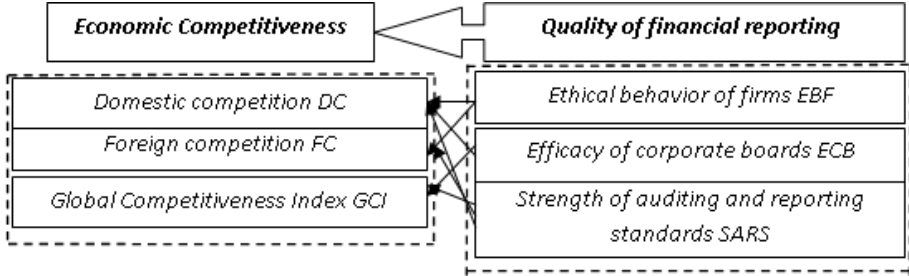 Economic Competitiveness
Quality of financial reporting
Domestic competition DC
Foreign competition FC
Global Competitiveness Index GCI
Ethical behavior of firms EBF
Efficacy of corporate boards ECB
Strength of auditing and reporting
standards SARS